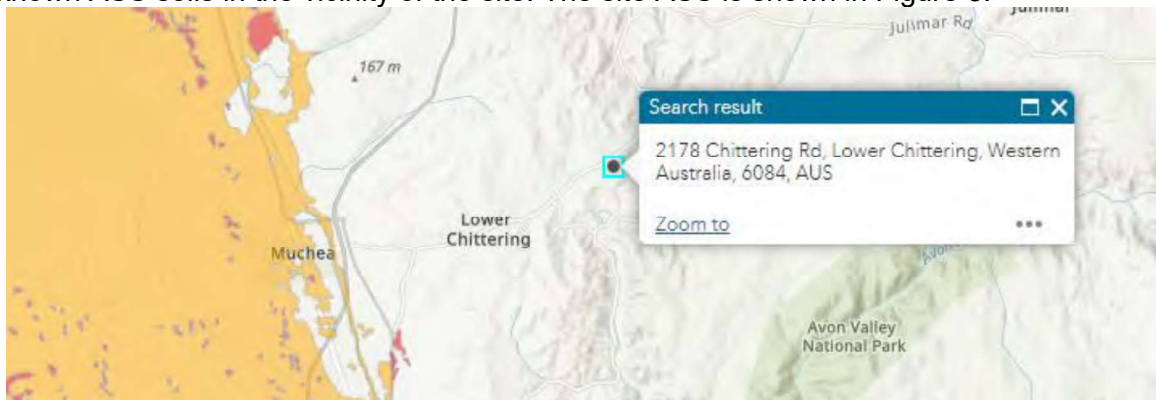 known ASS soils in the vicinity of the site. The site ASS is shown in Figure
Julimar Rd
Julimar
167 m
Search result
2178 Chittering Rd, Lower Chittering, Western
Australia, 6084, AUS
Zoom to
Lower
Chittering
Muchea
Avon
Avon Valley
National Park